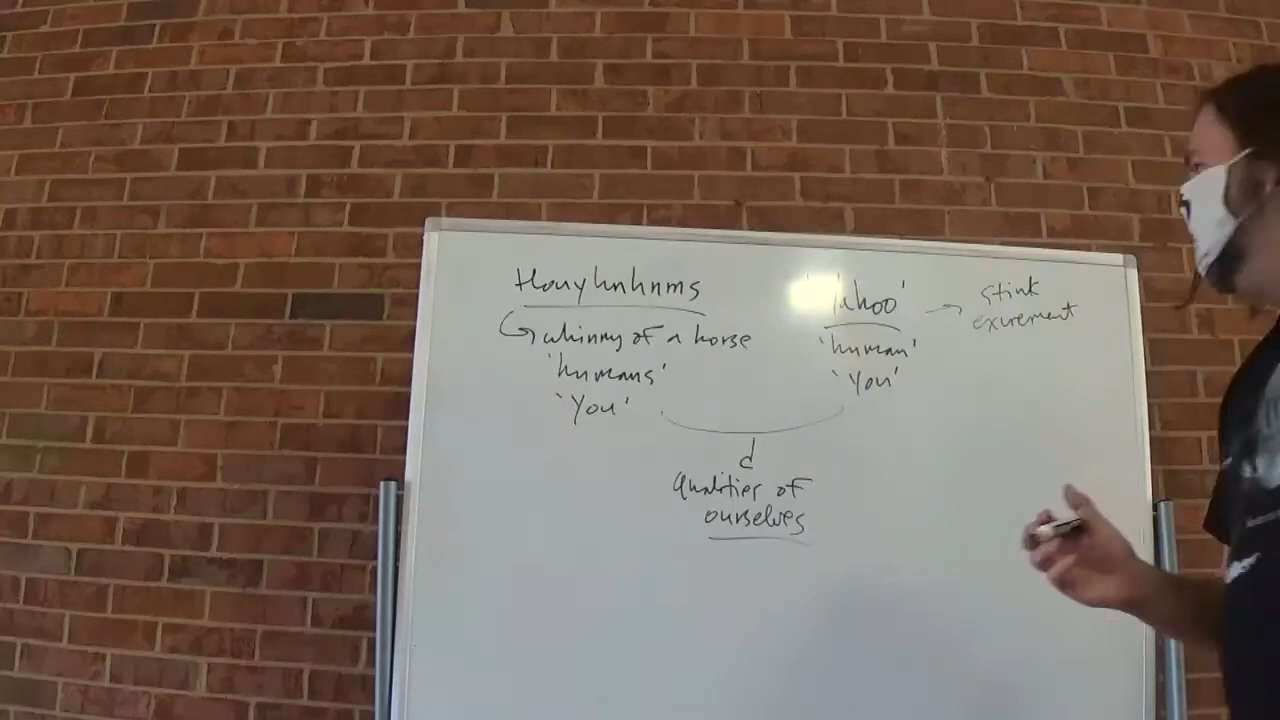 Houyhnhnms
whinny of a horse
'humans'
'You'
'Yahoo'
'human'
'You'
stink
excrement
Qualities of
ourselves